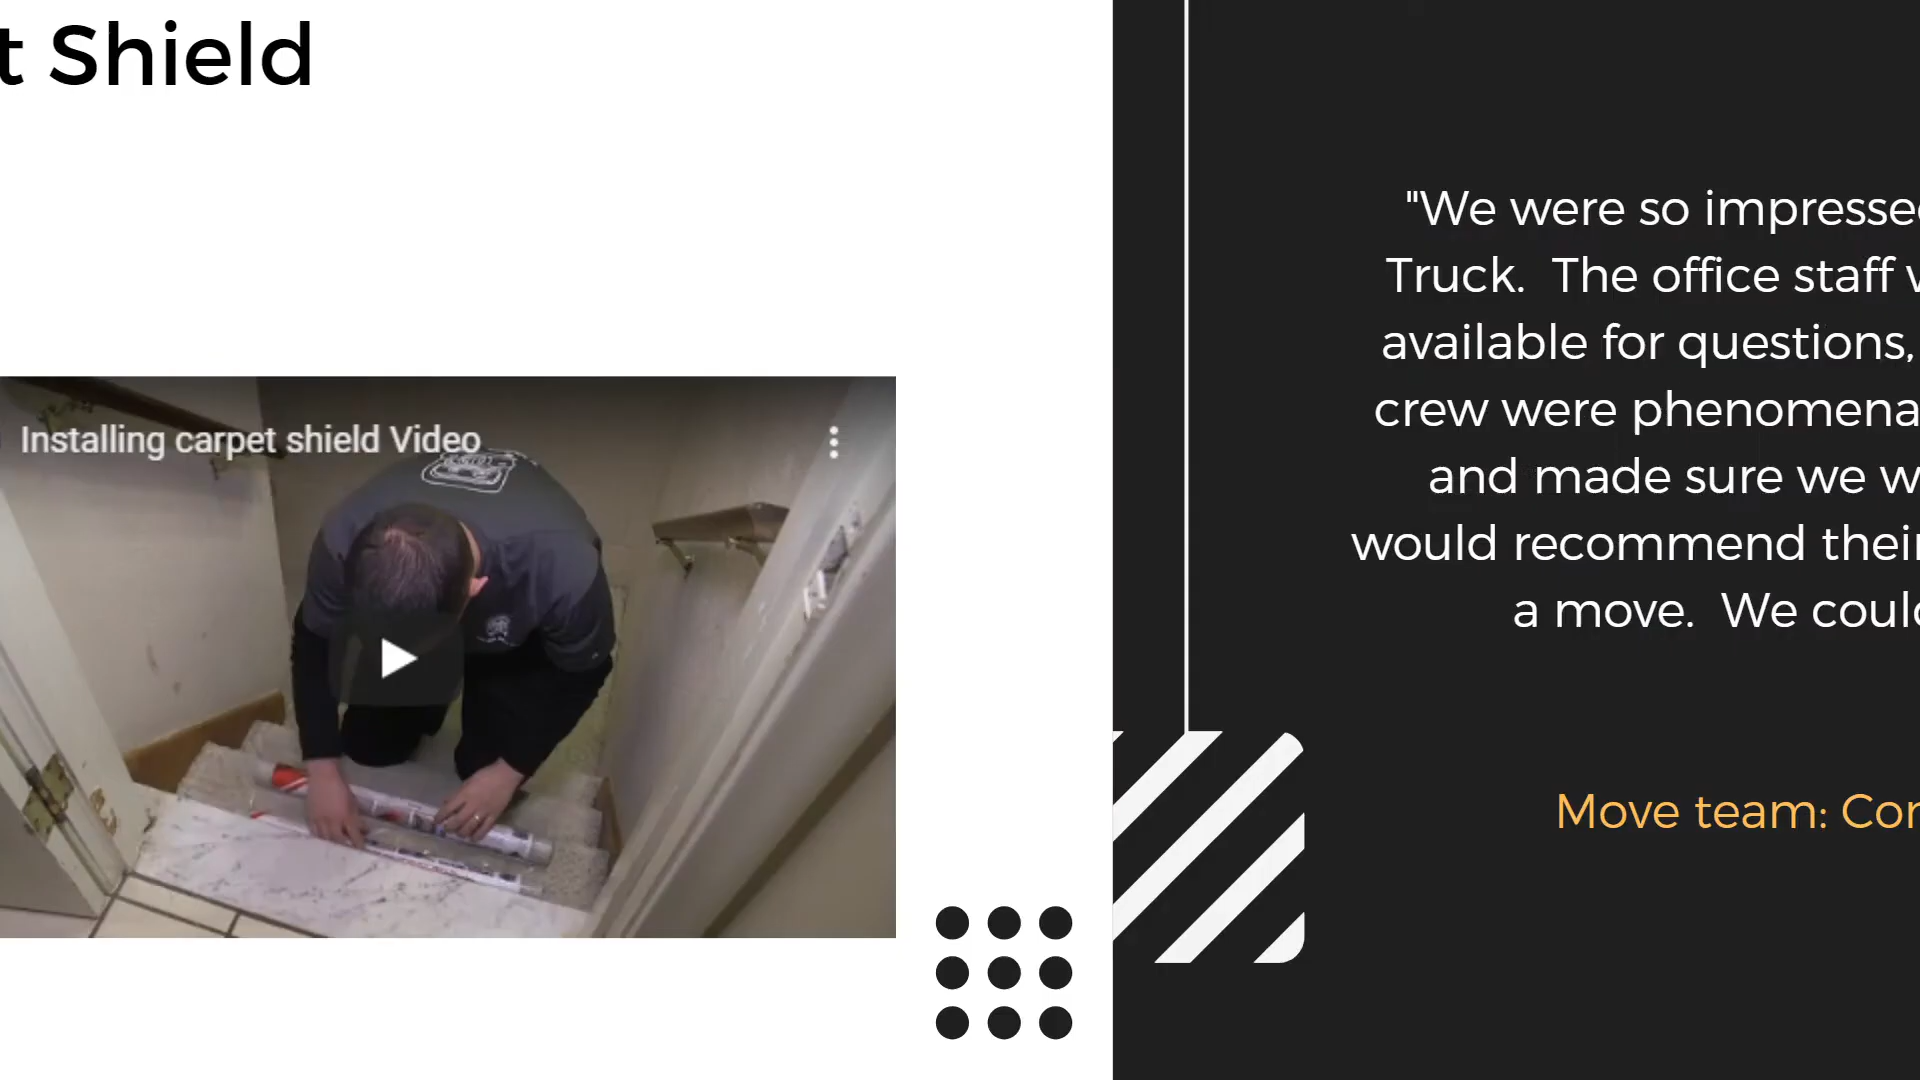 t Shield
Installing carpet shield Video
"We were so impresse
Truck. The office staff
available for questions,
crew were phenomena
and made sure we w
would recommend thei
a move. We coul
Move team: Cor